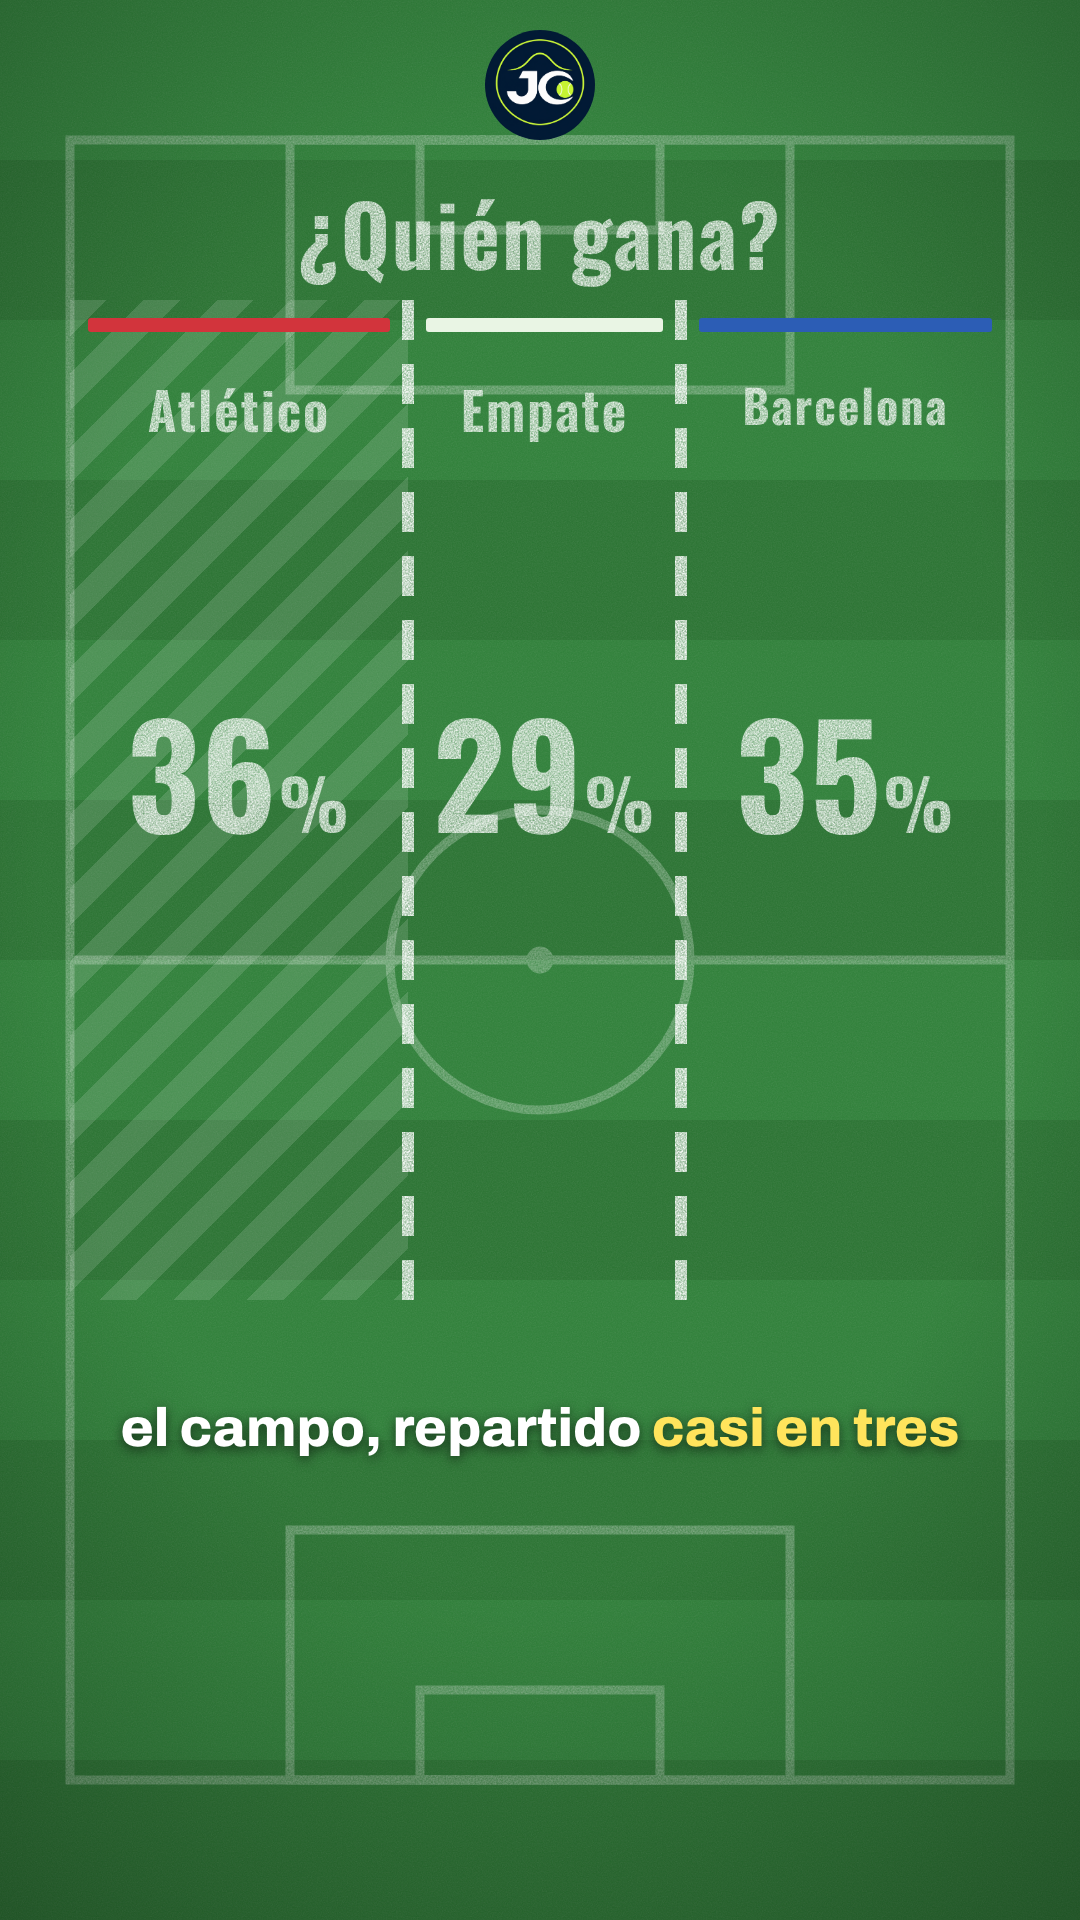 JC
¿Quién gana?
Atlético Empate Barcelona
36% 29% 35%
el campo, repartido casi en tres